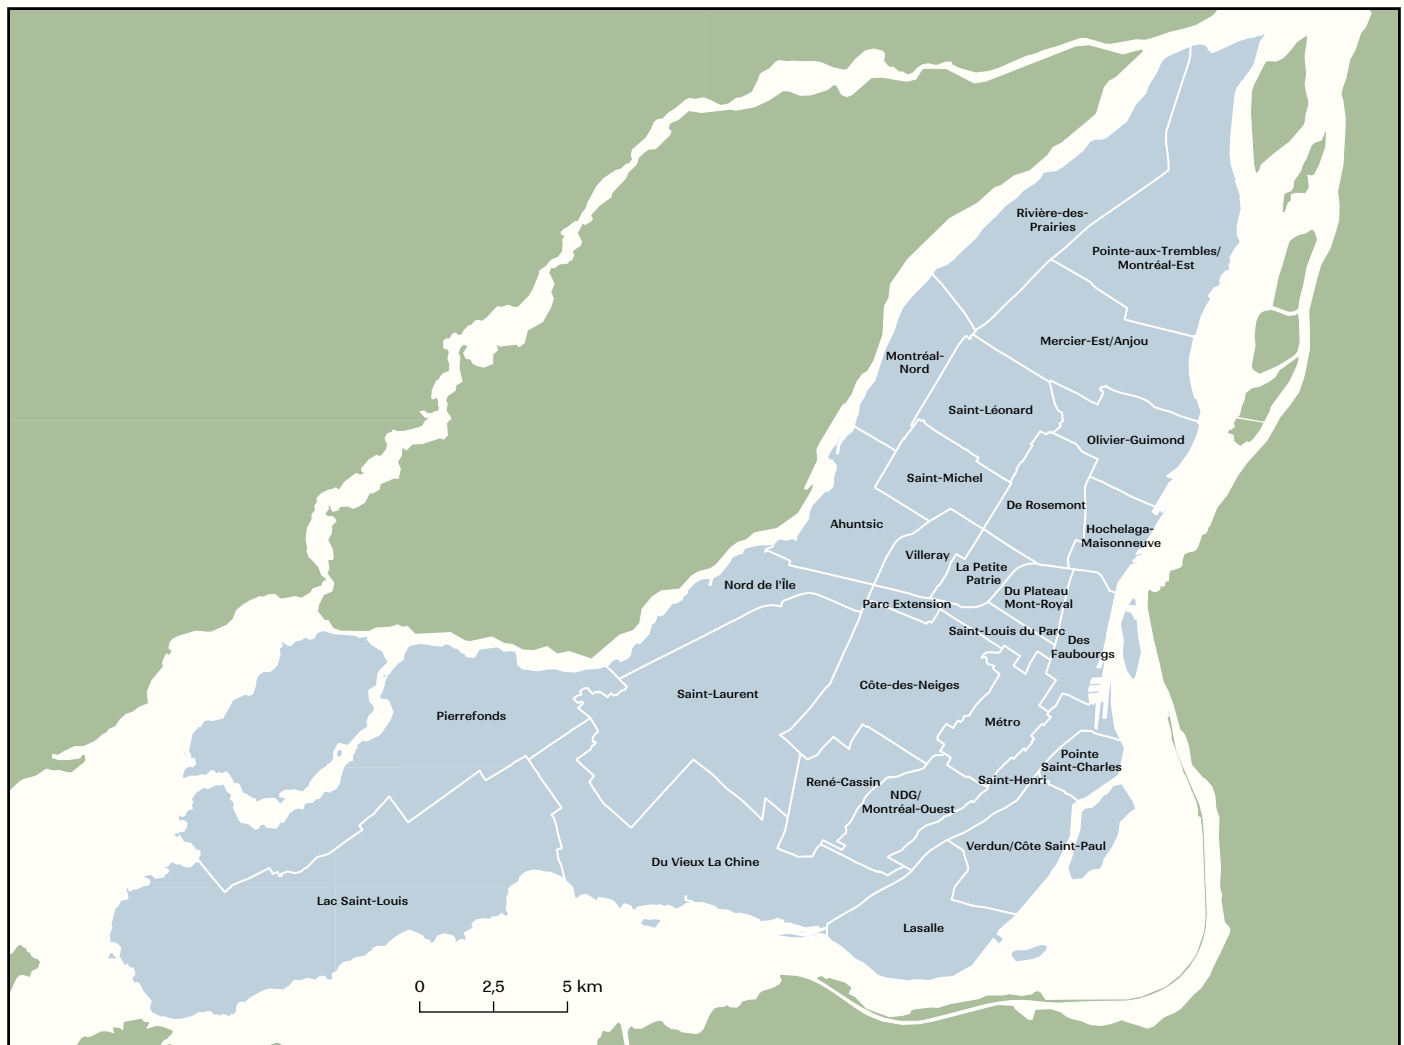 Rivière-des-
Prairies
Pointe-aux-Trembles/
Montréal-Est
Mercier-Est/Anjou
Montréal-
Nord
Saint-Léonard
Olivier-Guimond
Saint-Michel
De Rosemont
Ahuntsic
Hochelaga-
Maisonneuve
Villeray
La Petite
Patrie
Nord de l'Île
Du Plateau
Mont-Royal
Parc Extension
Saint-Louis du Parc
Des
Faubourgs
Côte-des-Neiges
Saint-Laurent
Pierrefonds
Métro
Pointe
Saint-Charles
Saint-Henri
René-Cassin
NDG/
Montréal-Ouest
Verdun/Côte Saint-Paul
Du Vieux La Chine
Lac Saint-Louis
Lasalle
0 2,5 5 km